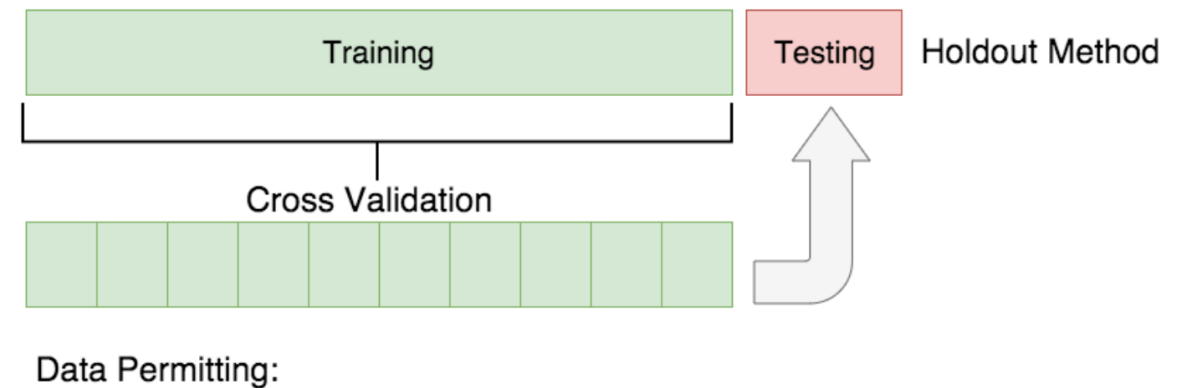 Training
Testing
Holdout Method
Cross Validation
Data Permitting: